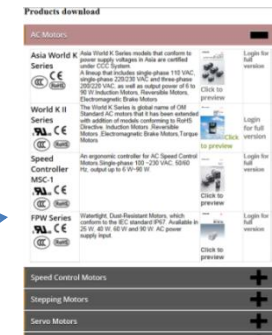 Products download
AC Motors
Asia World K Series
Asia World K Series models that conform to
power supply voltages in Asia are certified
under CCC System.
A lineup that includes single-phase 110 VAC,
single-phase 220/230 VAC and three-phase
200/220 VAC, as well as output power of 6 to
90 W Induction Motors, Reversible Motors,
Electromagnetic Brake Motors
Click to preview
Login for full version
World K II Series
The World K Series is global name of OM
Standard AC motors that it has been extended
with addition of models conforming to RoHS
Directive. Induction Motors, Reversible
Motors, Electromagnetic Brake Motors, Torque
Motors
Click to preview
Login for full version
Speed Controller MSC-1
An ergonomic controller for AC Speed Control
Motors Single-phase 100 ~230 VAC, 50/60
Hz, output up to 6 W~90 W.
Click to preview
Login for full version
FPW Series
Watertight, Dust-Resistant Motors, which
conform to the IEC standard IP67. Available in
25 W, 40 W, 60 W and 90 W, AC power
supply input
Click to preview
Login for full version
Speed Control Motors
Stepping Motors
Servo Motors